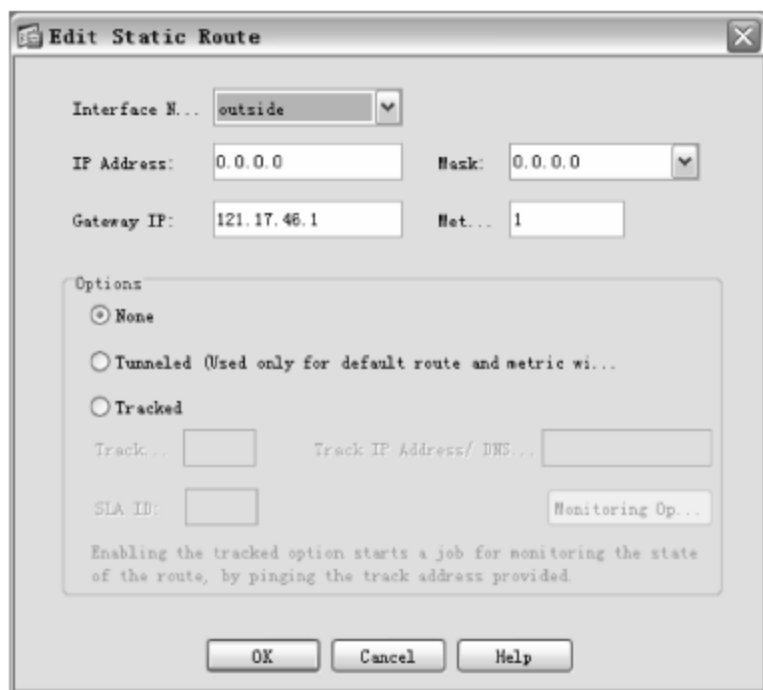 Edit Static Route
Interface N... outside
IP Address: 0.0.0.0 Mask: 0.0.0.0
Gateway IP: 121.17.46.1 Met... 1
Options
None
Tunneled (Used only for default route and metric wi...
Tracked
Track... Track IP Address/ DNS...
SLA ID: Monitoring Op...
Enabling the tracked option starts a job for monitoring the state
of the route, by pinging the track address provided.
OK Cancel Help